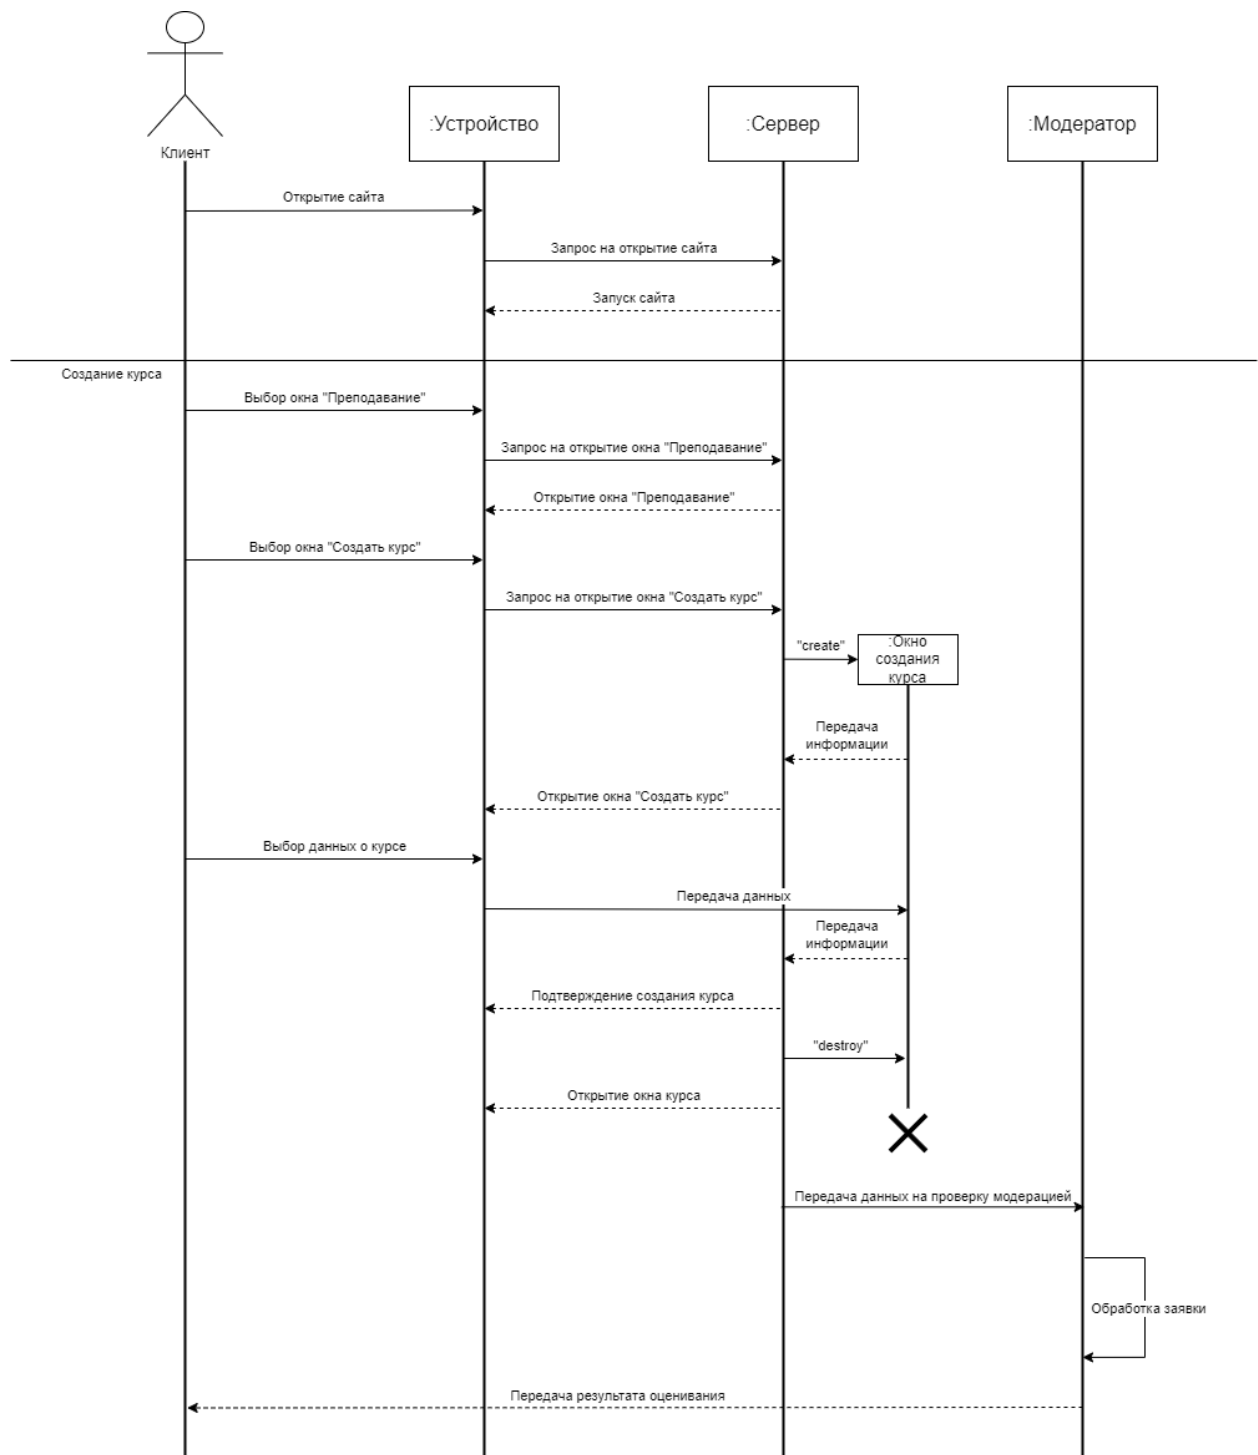 Клиент
:Устройство
:Сервер
:Модератор
Открытие сайта
Запрос на открытие сайта
Запуск сайта
Создание курса
Выбор окна "Преподавание"
Запрос на открытие окна "Преподавание"
Открытие окна "Преподавание"
Выбор окна "Создать курс"
Запрос на открытие окна "Создать курс"
"create"
:Окно
создания
курса
Передача
информации
Открытие окна "Создать курс"
Выбор данных о курсе
Передача данных
Передача
информации
Подтверждение создания курса
"destroy"
Открытие окна курса
Передача данных на проверку модерацией
Обработка заявки
Передача результата оценивания